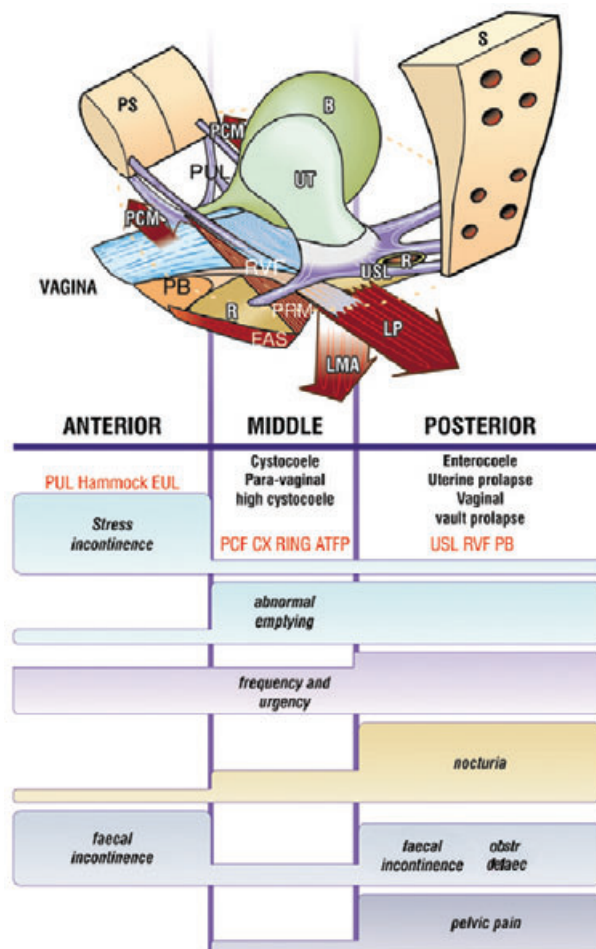 S
PS
B
PCM
PUL
UT
PCM
VAGINA
RVF
USL
R
PB
R
PRM
LP
EAS
LMA
ANTERIOR
MIDDLE
POSTERIOR
PUL Hammock EUL
Cystocoele
Para-vaginal
high cystocoele
PCF CX RING ATFP
Enterocoele
Uterine prolapse
Vaginal
vault prolapse
USL RVF PB
Stress
incontinence
abnormal
emptying
frequency and
urgency
nocturia
faecal
incontinence
faecal
incontinence
obstr
defaec
pelvic pain